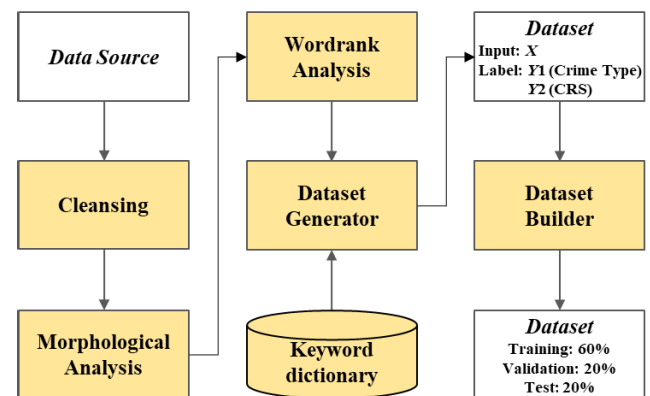 Data Source
Cleansing
Morphological
Analysis
Wordrank
Analysis
Dataset
Generator
Keyword
dictionary
Dataset
Input: X
Label: Y1 (Crime Type)
Y2 (CRS)
Dataset
Builder
Dataset
Training: 60%
Validation: 20%
Test: 20%